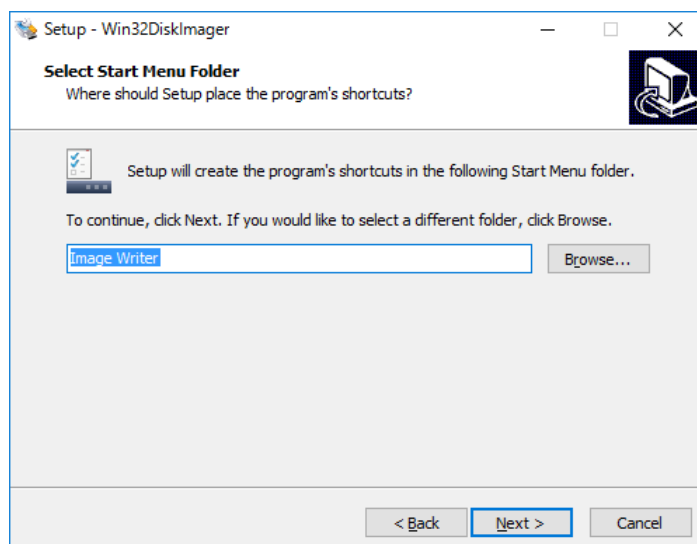 Setup - Win32DiskImager
Select Start Menu Folder
Where should Setup place the program's shortcuts?
Setup will create the program's shortcuts in the following Start Menu folder.
To continue, click Next. If you would like to select a different folder, click Browse.
Image Writer
Browse...
< Back
Next >
Cancel